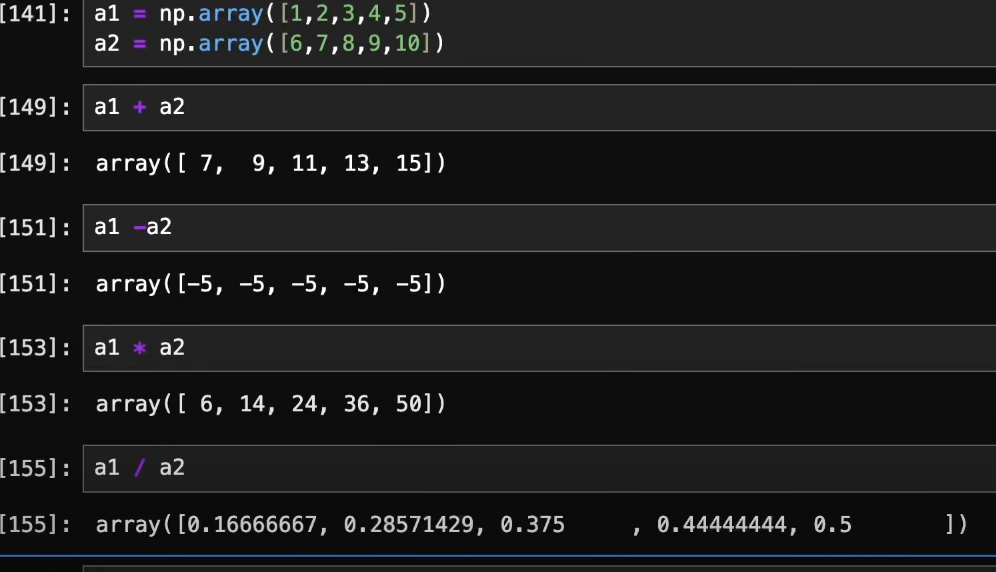 [141]: a1 = np.array([1,2,3,4,5])
a2 = np.array([6,7,8,9,10])
[149]: a1 + a2
[149]: array([ 7,  9, 11, 13, 15])
[151]: a1 -a2
[151]: array([-5, -5, -5, -5, -5])
[153]: a1 * a2
[153]: array([ 6, 14, 24, 36, 50])
[155]: a1 / a2
[155]: array([0.16666667, 0.28571429, 0.375     , 0.44444444, 0.5       ])